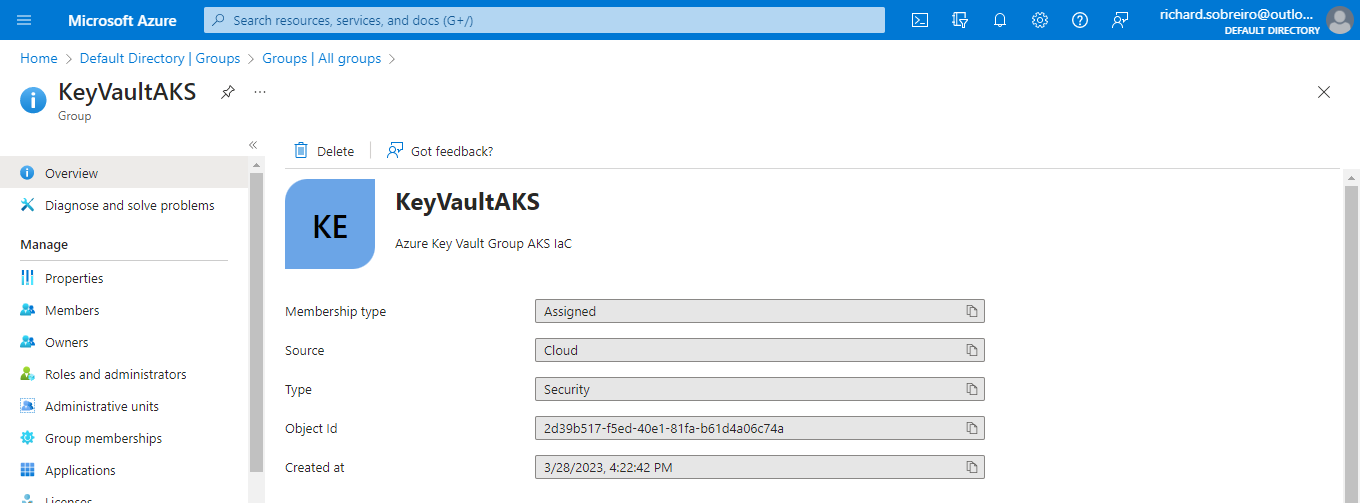 Microsoft Azure
Search resources, services, and docs (G+/)
richard.sobreiro@outlo...
DEFAULT DIRECTORY
Home > Default Directory | Groups > Groups | All groups >
KeyVaultAKS
Group
Delete
Got feedback?
Overview
Diagnose and solve problems
Manage
Properties
Members
Owners
Roles and administrators
Administrative units
Group memberships
Applications
Licenses
KE
KeyVaultAKS
Azure Key Vault Group AKS IaC
Membership type Assigned
Source Cloud
Type Security
Object Id 2d39b517-f5ed-40e1-81fa-b61d4a06c74a
Created at 3/28/2023, 4:22:42 PM